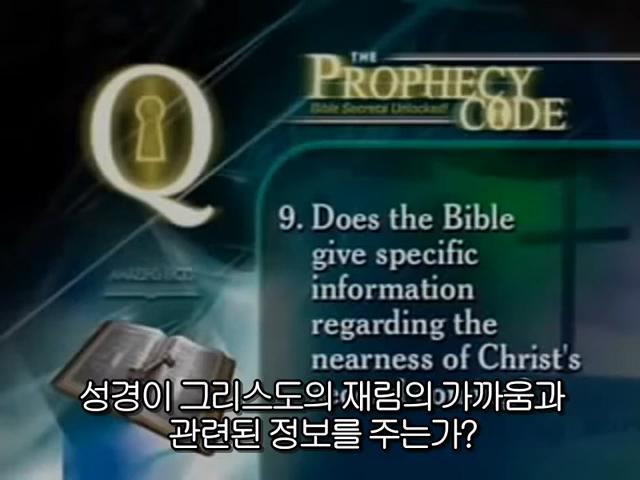 THE
PROPHECY
Bible Secrets Unlocked!
CODE
Q
9. Does the Bible
give specific
information
regarding the
nearness of Christ's
성경이 그리스도의 재림의 가까움과
관련된 정보를 주는가?